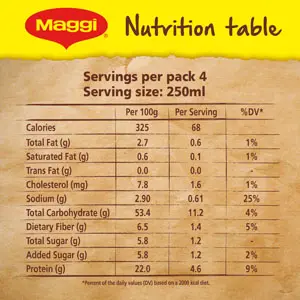 Maggi Nutrition table
Servings per pack 4
Serving size: 250ml
Per 100g Per Serving %DV*
Calories 325 68
Total Fat (g) 2.7 0.6 1%
Saturated Fat (g) 0.6 0.1 1%
Trans Fat (g) 0.0 0.0 -
Cholesterol (mg) 7.8 1.6 1%
Sodium (g) 2.90 0.61 25%
Total Carbohydrate (g) 53.4 11.2 4%
Dietary Fiber (g) 6.5 1.4 5%
Total Sugar (g) 5.8 1.2 -
Added Sugar (g) 5.8 1.2 2%
Protein (g) 22.0 4.6 9%
*Percent of the daily values (DV) based on a 2000 kcal diet.